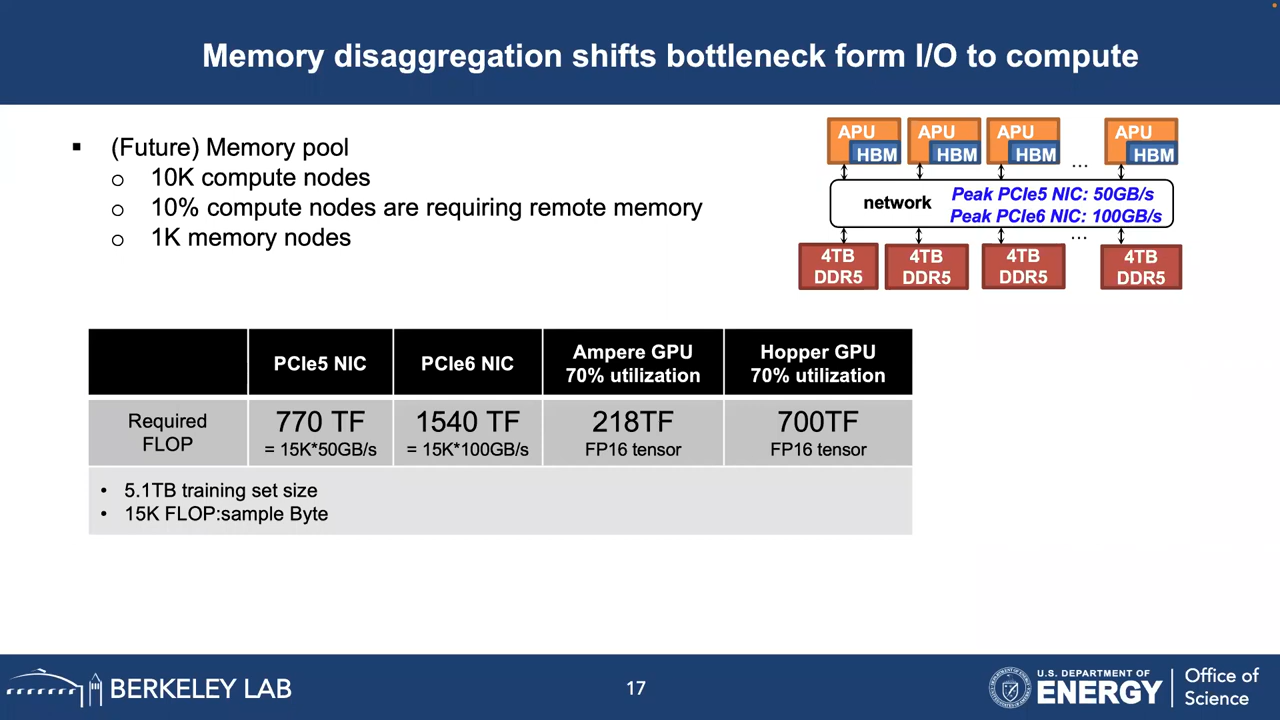 Memory disaggregation shifts bottleneck form I/O to compute
▪ (Future) Memory pool
o 10K compute nodes
o 10% compute nodes are requiring remote memory
o 1K memory nodes
APU HBM APU HBM APU HBM ... APU HBM
network Peak PCIe5 NIC: 50GB/s
Peak PCIe6 NIC: 100GB/s
...
4TB DDR5 4TB DDR5 4TB DDR5 4TB DDR5
PCIe5 NIC
PCIe6 NIC
Ampere GPU
70% utilization
Hopper GPU
70% utilization
Required
FLOP
770 TF
= 15K*50GB/s
1540 TF
= 15K*100GB/s
218TF
FP16 tensor
700TF
FP16 tensor
• 5.1TB training set size
• 15K FLOP:sample Byte
BERKELEY LAB
17
U.S. DEPARTMENT OF
ENERGY
Office of
Science